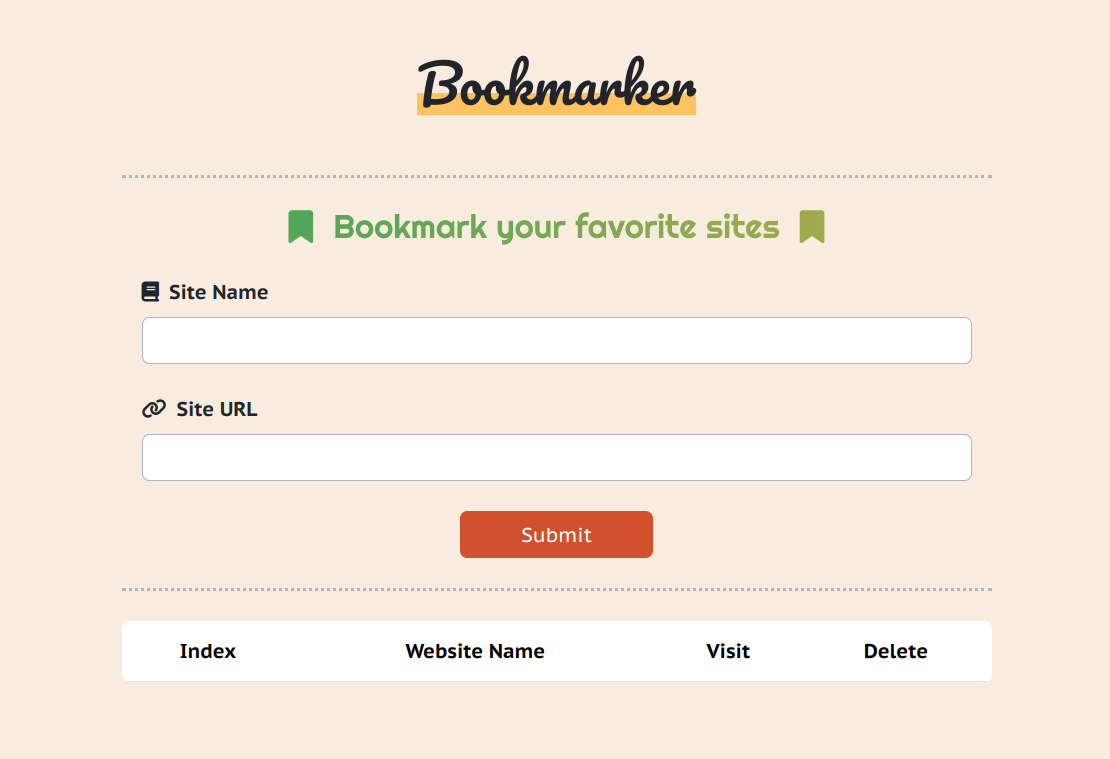 Bookmarker
Bookmark your favorite sites
Site Name
Site URL
Submit
Index Website Name Visit Delete